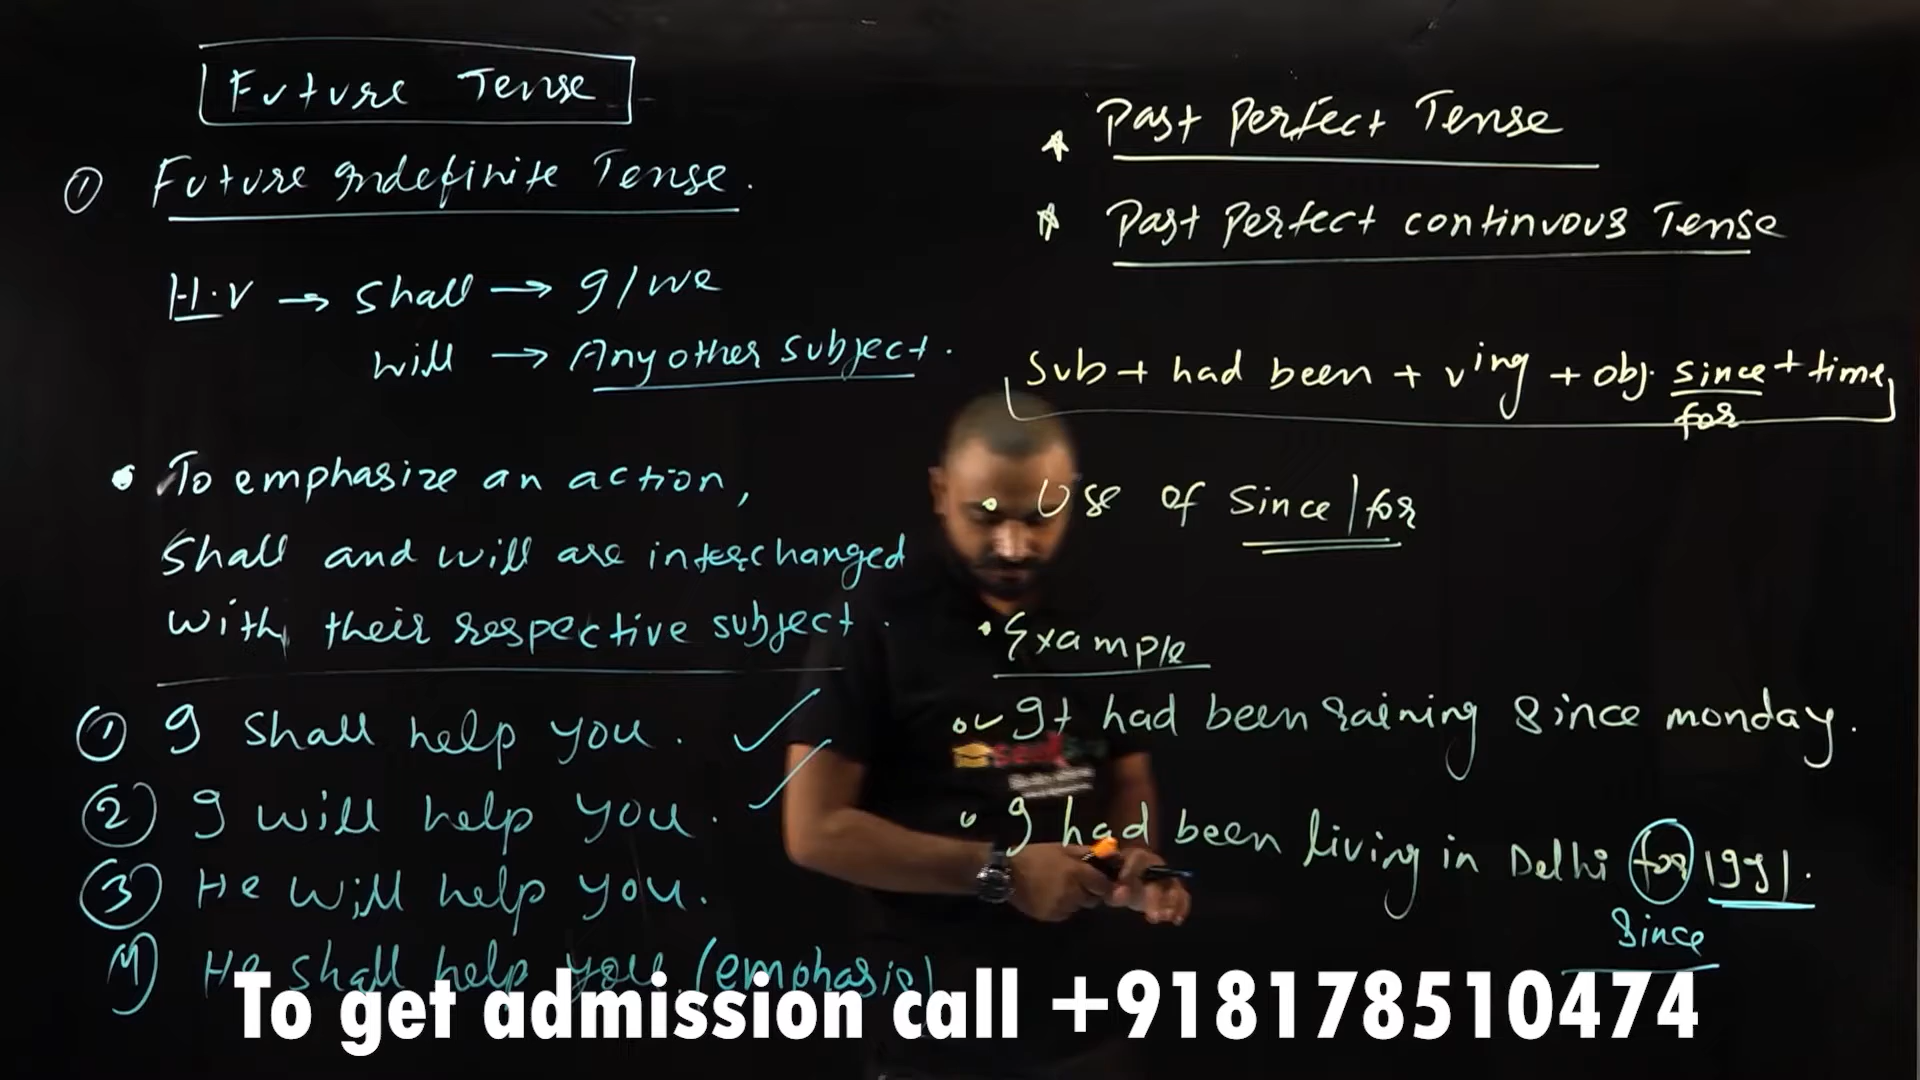 Future Tense
① Future Indefinite Tense.
H.V → Shall → I/we
will → Any other subject.
• To emphasize an action,
Shall and will are interchanged
with their respective subject.
① I shall help you. ✓
② I will help you.
③ He will help you.
④ He shall help you. (emphasis)
★ Past Perfect Tense
★ Past Perfect continuous Tense
Sub + had been + ving + obj. since + time
for
• Use of Since/for
• Example
It had been raining since monday.
• I had been living in Delhi for 1991.
Since
To get admission call +918178510474